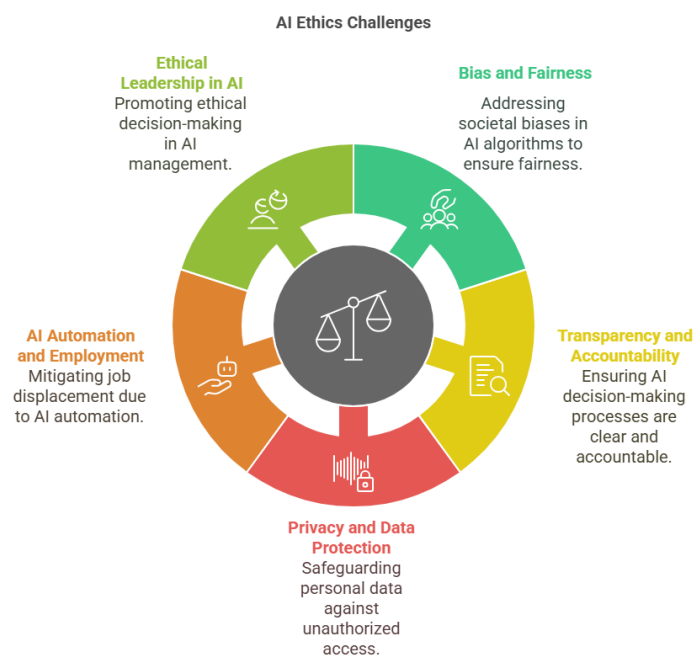 AI Ethics Challenges
Ethical
Leadership in AI
Promoting ethical
decision-making
in AI
management.
Bias and Fairness
Addressing
societal biases in
AI algorithms to
ensure fairness.
AI Automation
and Employment
Mitigating job
displacement due
to AI automation.
Transparency and
Accountability
Ensuring AI
decision-making
processes are
clear and
accountable.
Privacy and Data
Protection
Safeguarding
personal data
against
unauthorized
access.